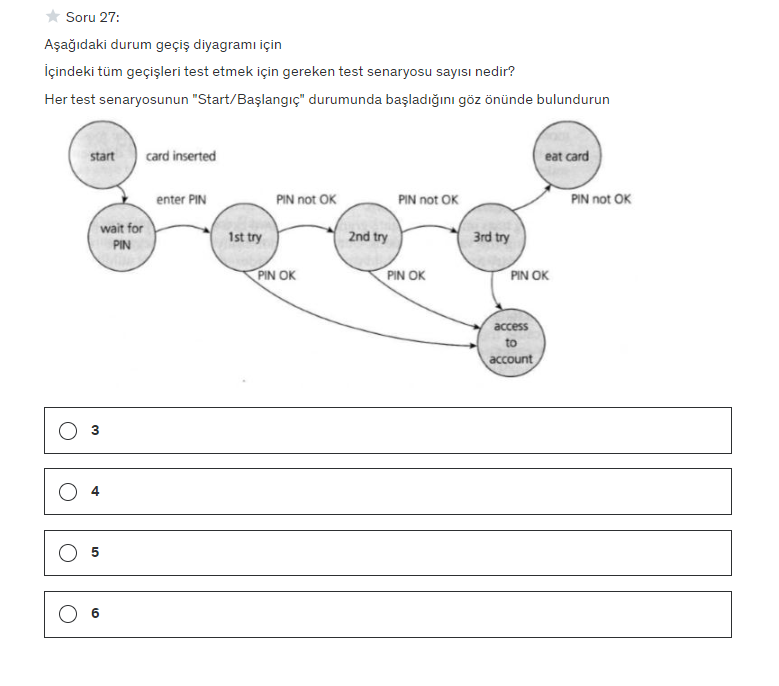 Soru 27:
Aşağıdaki durum geçiş diyagramı için
İçindeki tüm geçişleri test etmek için gereken test senaryosu sayısı nedir?
Her test senaryosunun "Start/Başlangıç" durumunda başladığını göz önünde bulundurun
start
card inserted
eat card
enter PIN
PIN not OK
PIN not OK
PIN not OK
wait for
PIN
1st try
2nd try
3rd try
PIN OK
PIN OK
PIN OK
access
to
account
3
4
5
6